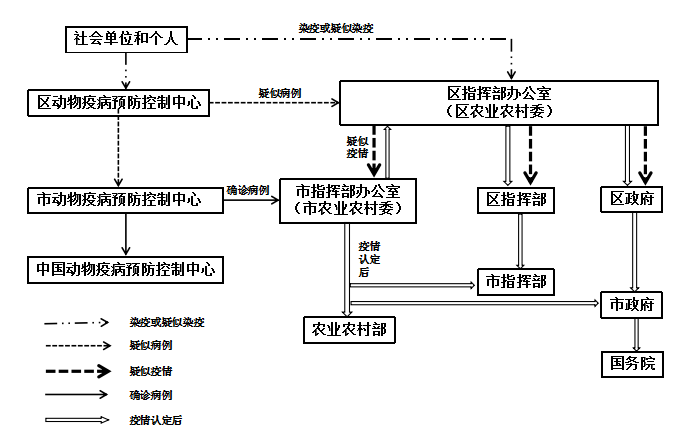 社会单位和个人
染疫或疑似染疫
区动物疫病预防控制中心
疑似病例
区指挥部办公室
（区农业农村委）
疑似
疫情
市动物疫病预防控制中心
确诊病例
市指挥部办公室
（市农业农村委）
区指挥部
区政府
疫情
认定
后
中国动物疫病预防控制中心
市指挥部
市政府
农业农村部
国务院
染疫或疑似染疫
疑似病例
疑似疫情
确诊病例
疫情认定后